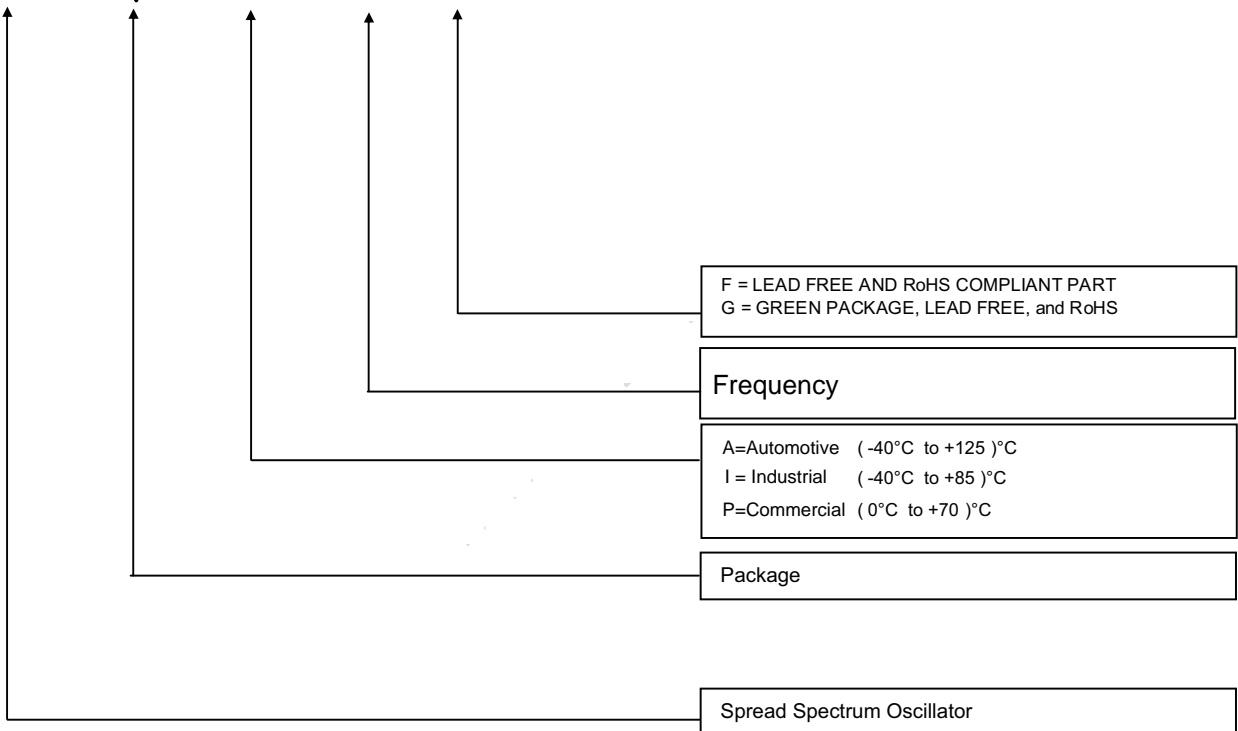 F = LEAD FREE AND RoHS COMPLIANT PART
G = GREEN PACKAGE, LEAD FREE, and RoHS
Frequency
A=Automotive ( -40°C to +125 )°C
I = Industrial ( -40°C to +85 )°C
P=Commercial ( 0°C to +70 )°C
Package
Spread Spectrum Oscillator